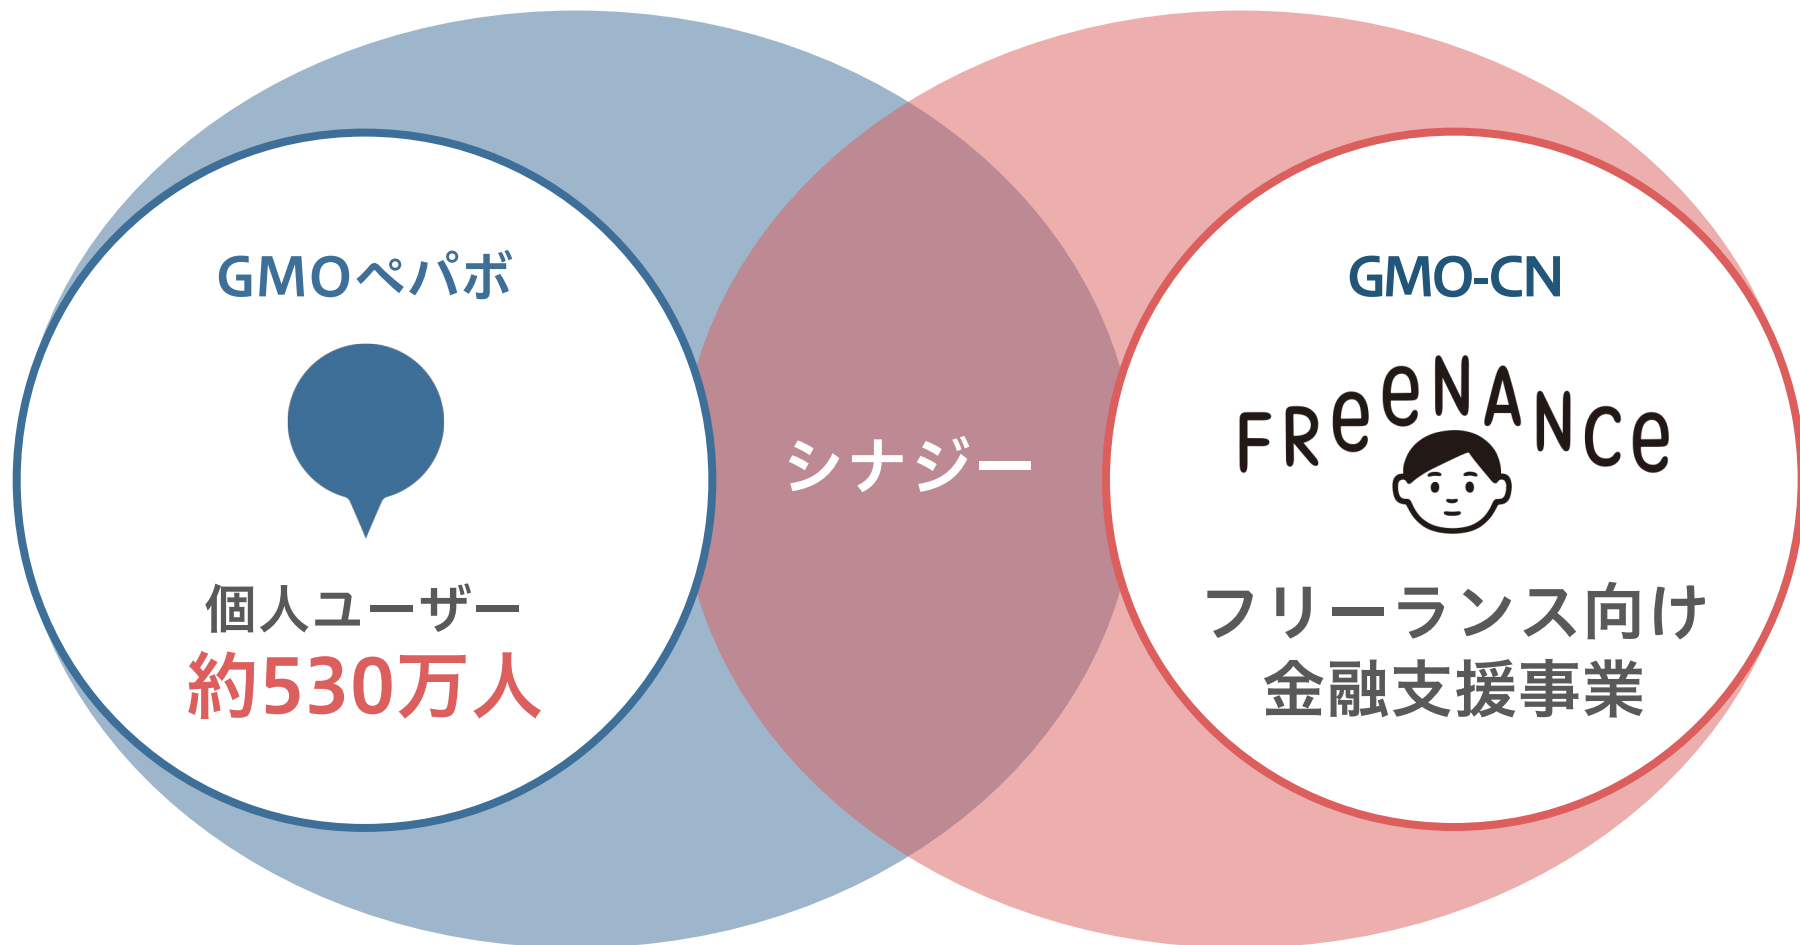 GMOペパボ
個人ユーザー
約530万人
シナジー
GMO-CN
FReeNANce
フリーランス向け
金融支援事業